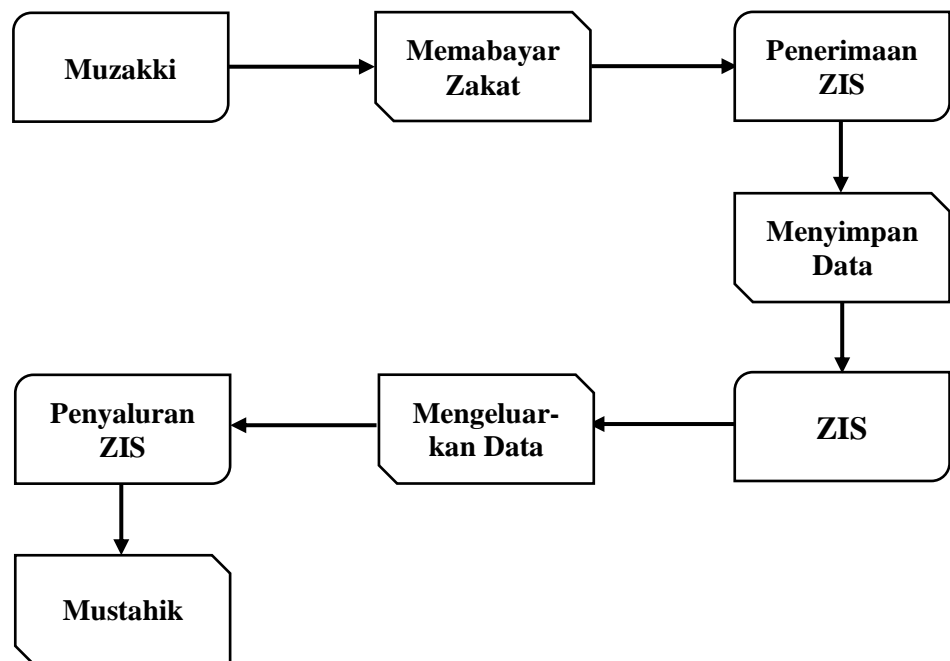 Muzakki
Memabayar
Zakat
Penerimaan
ZIS
Menyimpan
Data
ZIS
Mengeluar-
kan Data
Penyaluran
ZIS
Mustahik